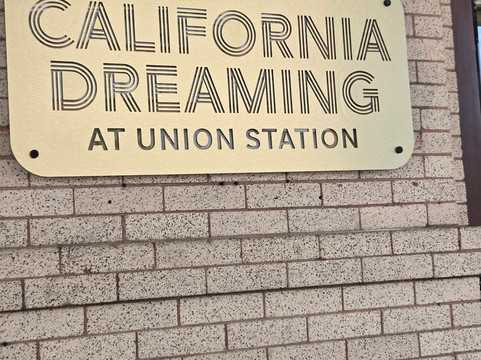 CALIFORNIA
DREAMING
AT UNION STATION